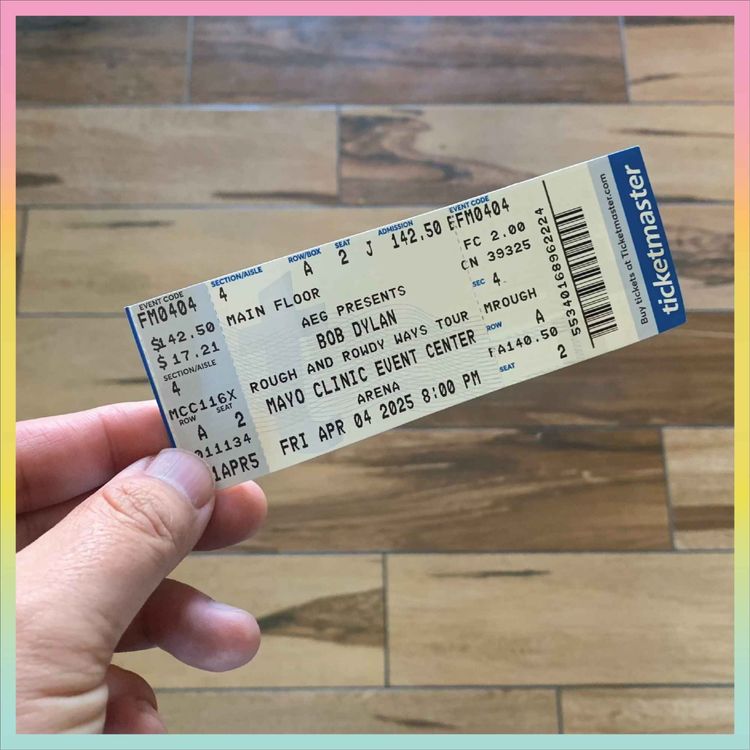 EVENT CODE
FM0404
$142.50
$ 17.21
SECTION/AISLE
4
MCC116X
ROW SEAT
A 2
011134
1APR5
SECTION/AISLE ROW/BOX SEAT ADMISSION
4 A 2 J 142.50
MAIN FLOOR
AEG PRESENTS
BOB DYLAN
ROUGH AND ROWDY WAYS TOUR
MAYO CLINIC EVENT CENTER
ARENA
FRI APR 04 2025 8:00 PM
EVENT CODE
EFM0404
FC 2.00
CN 39325
SEC 4
MROUGH
ROW A
FA140.50
SEAT 2
5534016896962224
Buy tickets at Ticketmaster.com
ticketmaster